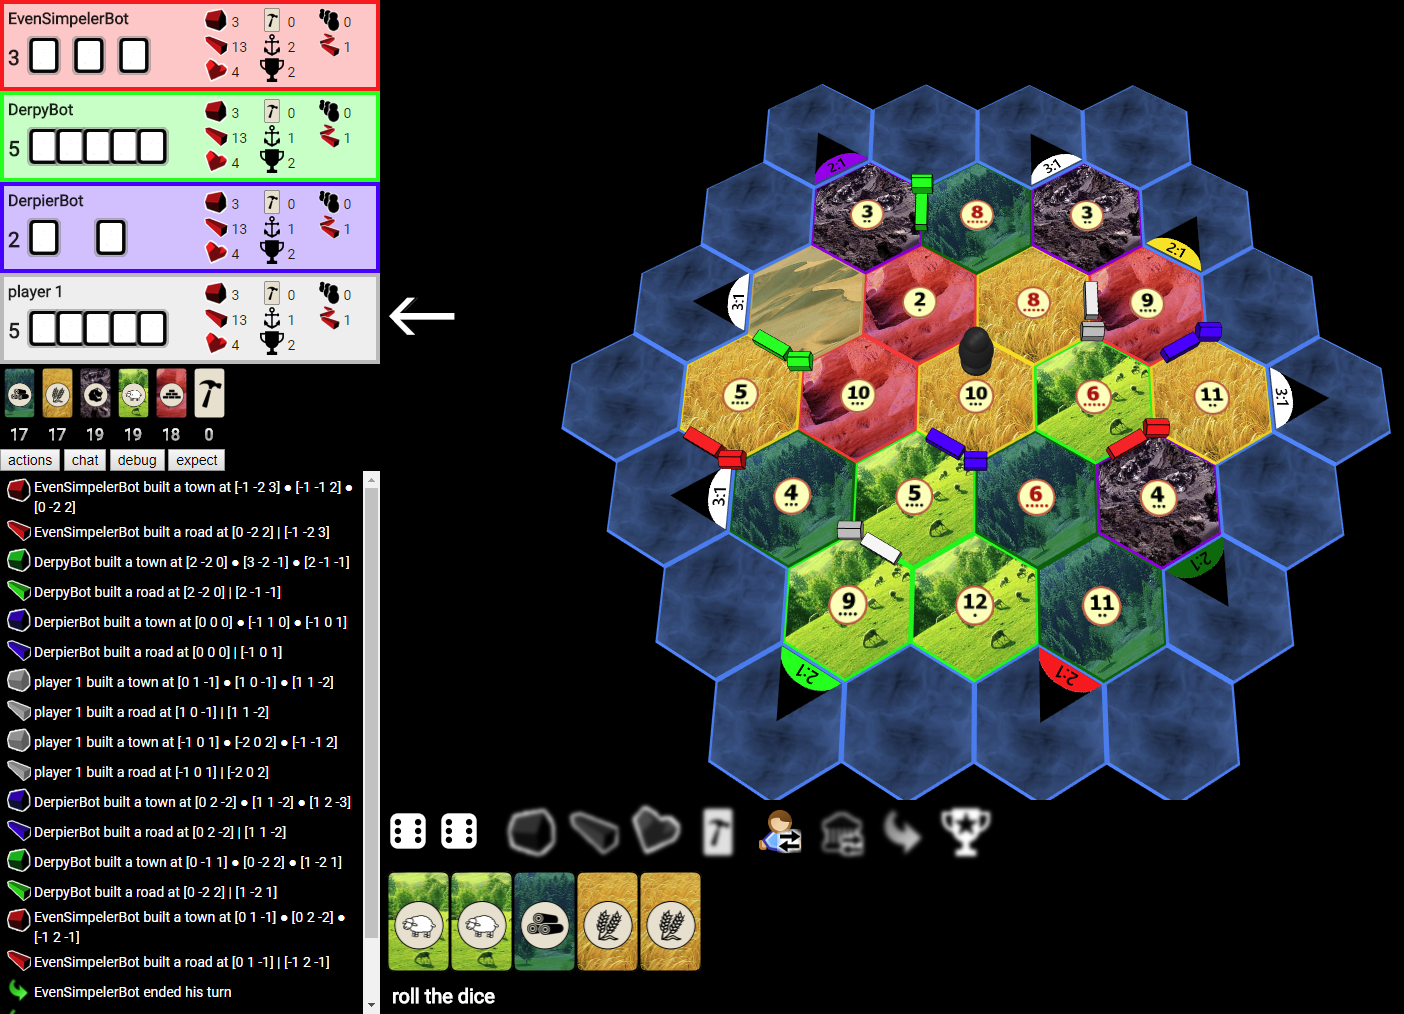 EvenSimpelerBot
3 0 0
3
13 2 1
4 2
DerpyBot
3 0 0
5
13 1 1
4 2
DerpierBot
3 0 0
2
13 1 1
4 2
player 1
3 0 0
5
13 1 1
4 2
17 17 19 19 18 0
actions chat debug expect
EvenSimpelerBot built a town at [-1 -2 3] ● [-1 -1 2] ●
[0 -2 2]
EvenSimpelerBot built a road at [0 -2 2] | [-1 -2 3]
DerpyBot built a town at [2 -2 0] ● [3 -2 -1] ● [2 -1 -1]
DerpyBot built a road at [2 -2 0] | [2 -1 -1]
DerpierBot built a town at [0 0 0] ● [-1 1 0] ● [-1 0 1]
DerpierBot built a road at [0 0 0] | [-1 0 1]
player 1 built a town at [0 1 -1] ● [1 0 -1] ● [1 1 -2]
player 1 built a road at [1 0 -1] | [1 1 -2]
player 1 built a town at [-1 0 1] ● [-2 0 2] ● [-1 -1 2]
player 1 built a road at [-1 0 1] | [-2 0 2]
DerpierBot built a town at [0 2 -2] ● [1 1 -2] ● [1 2 -3]
DerpierBot built a road at [0 2 -2] | [1 1 -2]
DerpyBot built a town at [0 -1 1] ● [0 -2 2] ● [1 -2 1]
DerpyBot built a road at [0 -2 2] | [1 -2 1]
EvenSimpelerBot built a town at [0 1 -1] ● [0 2 -2] ●
[-1 2 -1]
EvenSimpelerBot built a road at [0 1 -1] | [-1 2 -1]
EvenSimpelerBot ended his turn
2:1 3:1
3 8 3
2:1
3:1 2 8 9
5 10 10 6 11 3:1
3:1 4 5 6 4
2:1
9 12 11
2:1 2:1
roll the dice